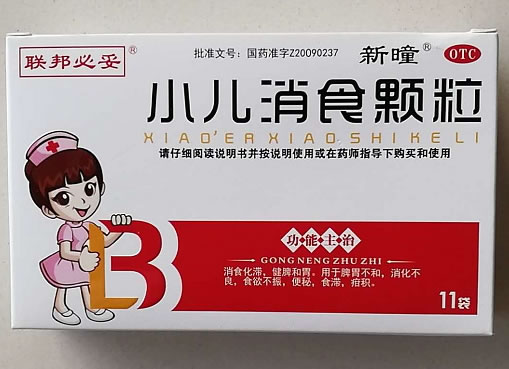 联邦必妥®
批准文号：国药准字Z20090237
新瞳®
OTC
小儿消食颗粒
XIAO'ER XIAO SHI KE LI
请仔细阅读说明书并按说明使用或在药师指导下购买和使用
B
功能主治
GONG NENG ZHU ZHI
消食化滞，健脾和胃。用于脾胃不和，消化不
良，食欲不振，便秘，食滞，疳积。
11袋